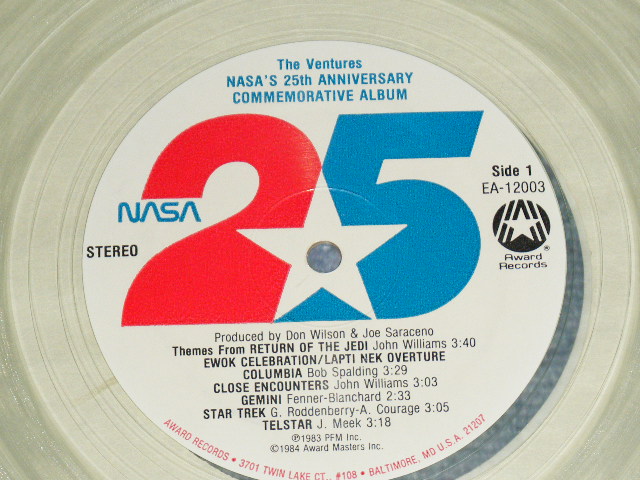 The Ventures
NASA'S 25th ANNIVERSARY
COMMEMORATIVE ALBUM
25
Side 1
EA-12003
NASA
STEREO
Award
Records
®
Produced by Don Wilson & Joe Saraceno
Themes From RETURN OF THE JEDI John Williams 3:40
EWOK CELEBRATION/LAPTI NEK OVERTURE
COLUMBIA Bob Spalding 3:29
CLOSE ENCOUNTERS John Williams 3:03
GEMINI Fenner-Blanchard 2:33
STAR TREK G. Roddenberry-A. Courage 3:05
TELSTAR J. Meek 3:18
℗1983 PFM Inc.
©1984 Award Masters Inc.
AWARD RECORDS • 3701 TWIN LAKE CT., #108 • BALTIMORE, MD U.S.A. 21207